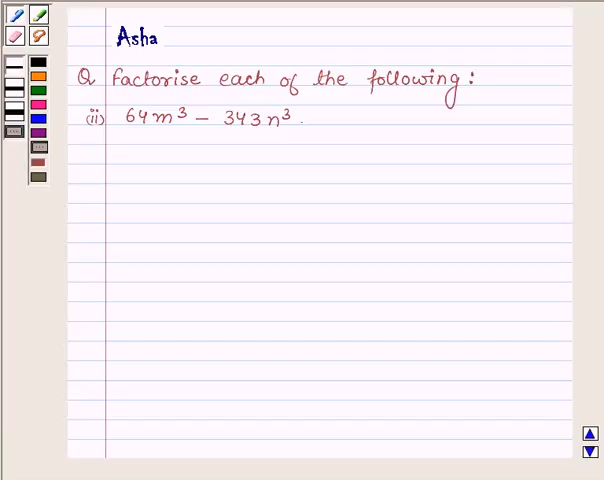 Asha
Q Factorise each of the following:
(ii) 64m³ - 343n³.